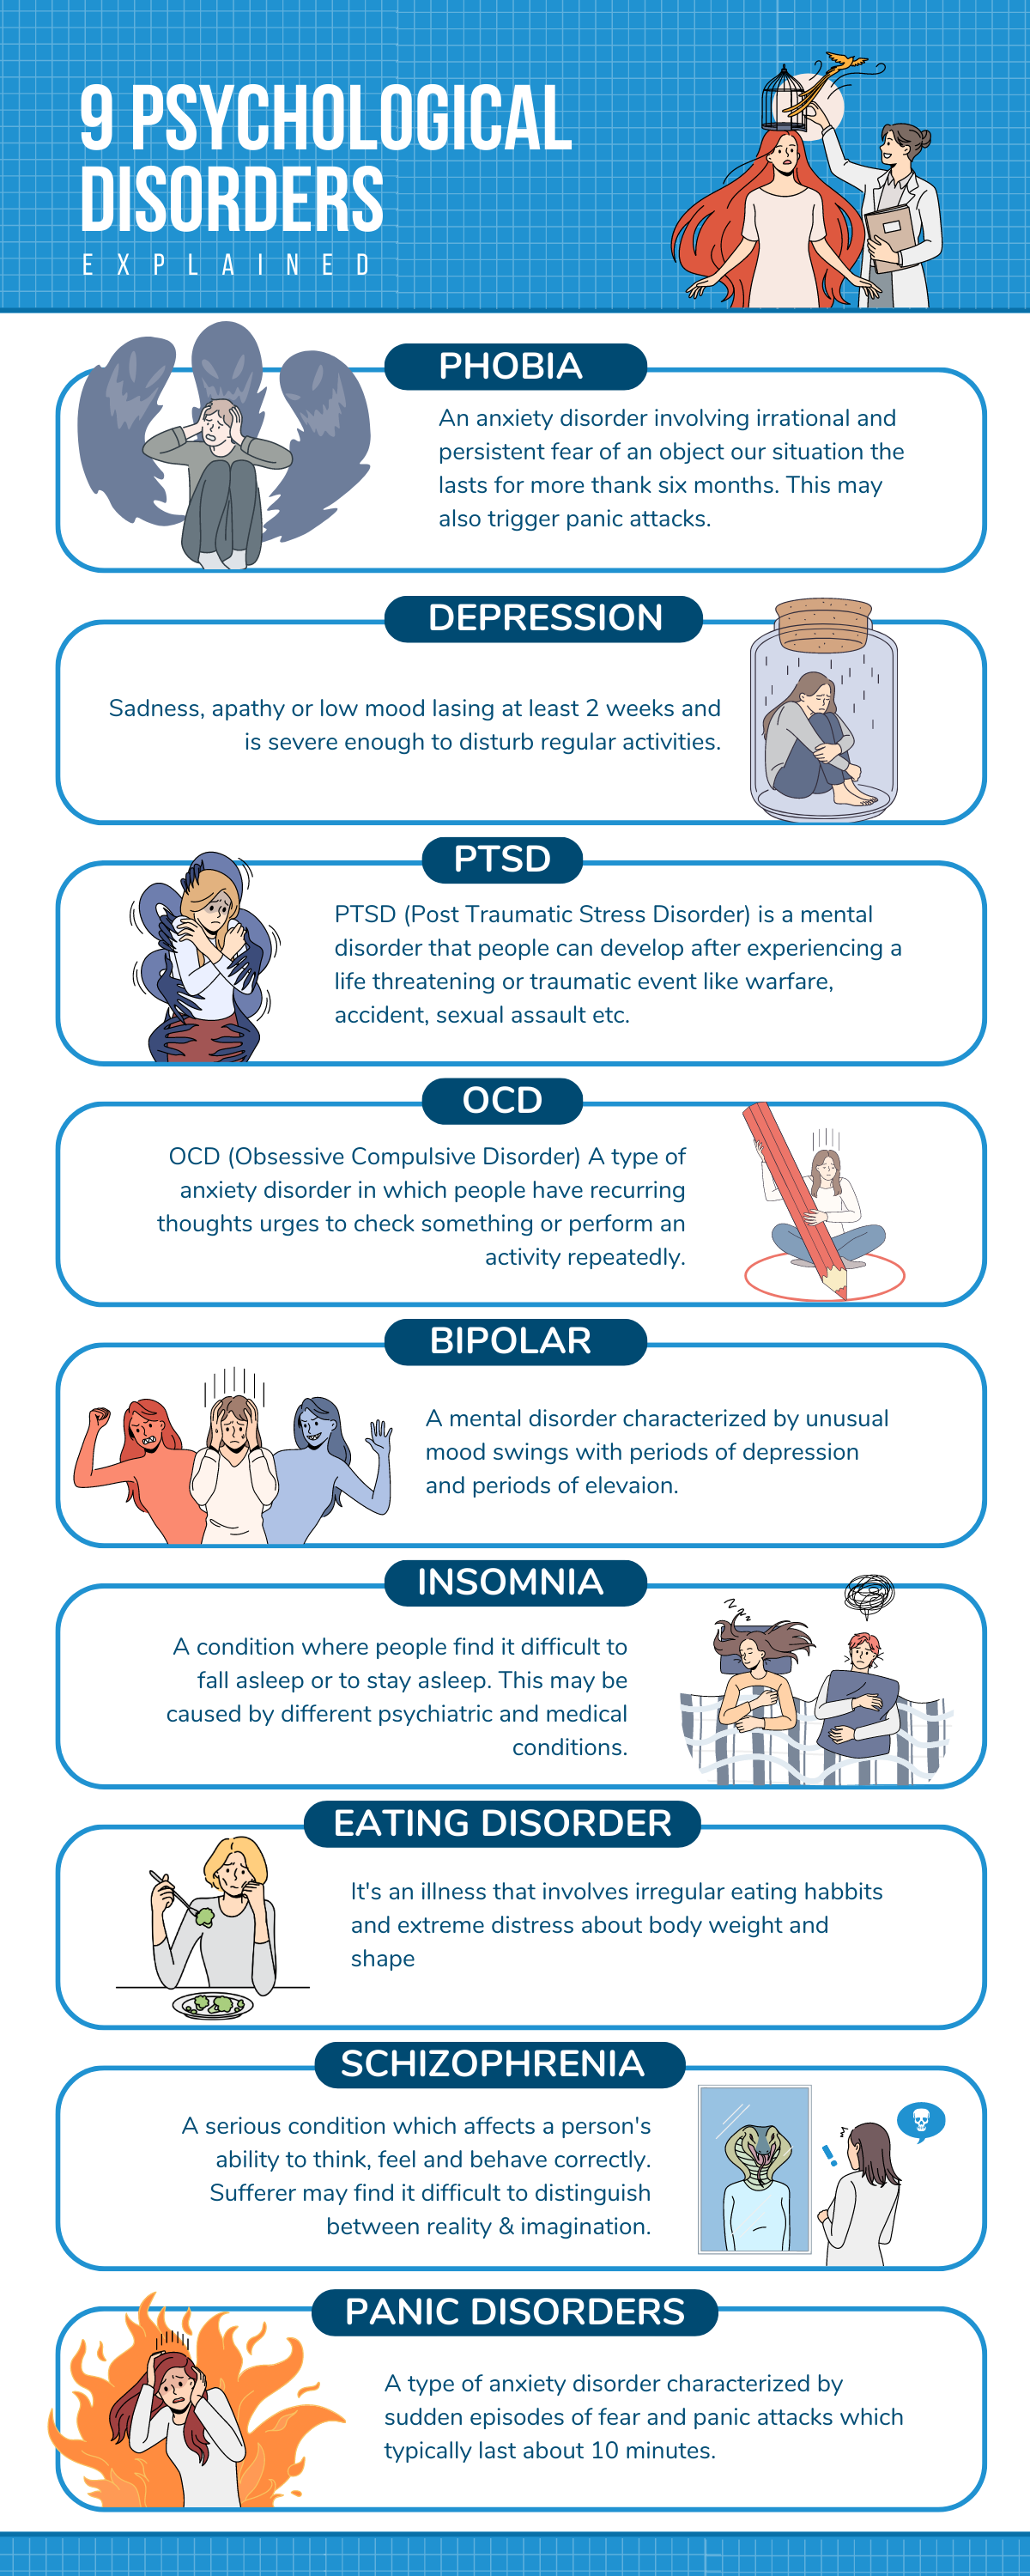 9 PSYCHOLOGICAL
DISORDERS
EXPLAINED
PHOBIA
An anxiety disorder involving irrational and
persistent fear of an object our situation the
lasts for more thank six months. This may
also trigger panic attacks.
DEPRESSION
Sadness, apathy or low mood lasing at least 2 weeks and
is severe enough to disturb regular activities.
PTSD
PTSD (Post Traumatic Stress Disorder) is a mental
disorder that people can develop after experiencing a
life threatening or traumatic event like warfare,
accident, sexual assault etc.
OCD
OCD (Obsessive Compulsive Disorder) A type of
anxiety disorder in which people have recurring
thoughts urges to check something or perform an
activity repeatedly.
BIPOLAR
A mental disorder characterized by unusual
mood swings with periods of depression
and periods of elevaion.
INSOMNIA
A condition where people find it difficult to
fall asleep or to stay asleep. This may be
caused by different psychiatric and medical
conditions.
EATING DISORDER
It's an illness that involves irregular eating habbits
and extreme distress about body weight and
shape
SCHIZOPHRENIA
A serious condition which affects a person's
ability to think, feel and behave correctly.
Sufferer may find it difficult to distinguish
between reality & imagination.
PANIC DISORDERS
A type of anxiety disorder characterized by
sudden episodes of fear and panic attacks which
typically last about 10 minutes.